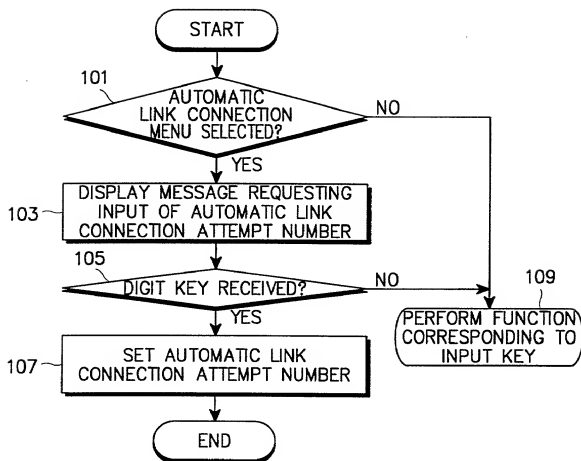 START
101
AUTOMATIC
LINK CONNECTION
MENU SELECTED?
NO
YES
103
DISPLAY MESSAGE REQUESTING
INPUT OF AUTOMATIC LINK
CONNECTION ATTEMPT NUMBER
105
DIGIT KEY RECEIVED?
NO
YES
109
PERFORM FUNCTION
CORRESPONDING TO
INPUT KEY
107
SET AUTOMATIC LINK
CONNECTION ATTEMPT NUMBER
END